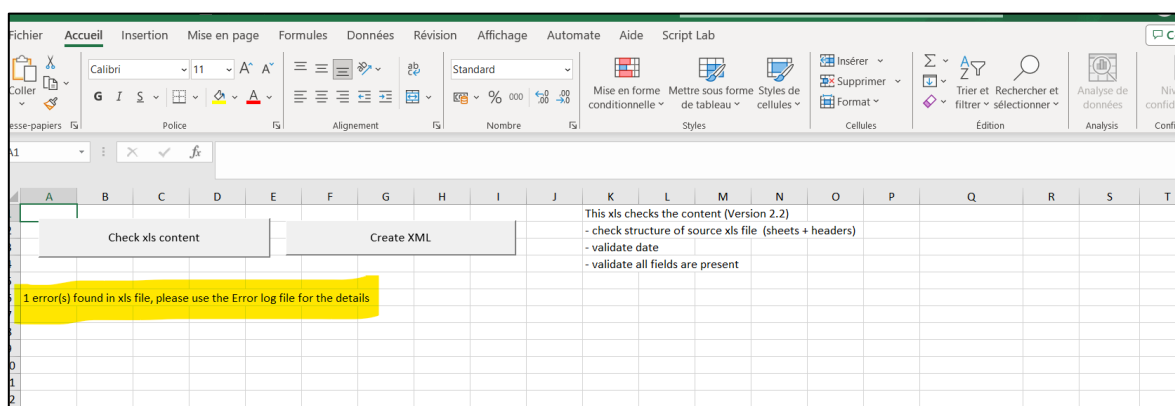 Fichier Accueil Insertion Mise en page Formules Données Révision Affichage Automate Aide Script Lab
Coller
Calibri 11 A^ A˅
G I S A
ab
Standard
% 000
Mise en forme conditionnelle
Mettre sous forme de tableau
Styles de cellules
Insérer
Supprimer
Format
Trier et filtrer
Rechercher et sélectionner
Analyse de données
Police Alignement Nombre Styles Cellules Édition Analysis
A1 fx
A B C D E F G H I J K L M N O P Q R S T
This xls checks the content (Version 2.2)
Check xls content Create XML - check structure of source xls file (sheets + headers)
- validate date
- validate all fields are present
1 error(s) found in xls file, please use the Error log file for the details